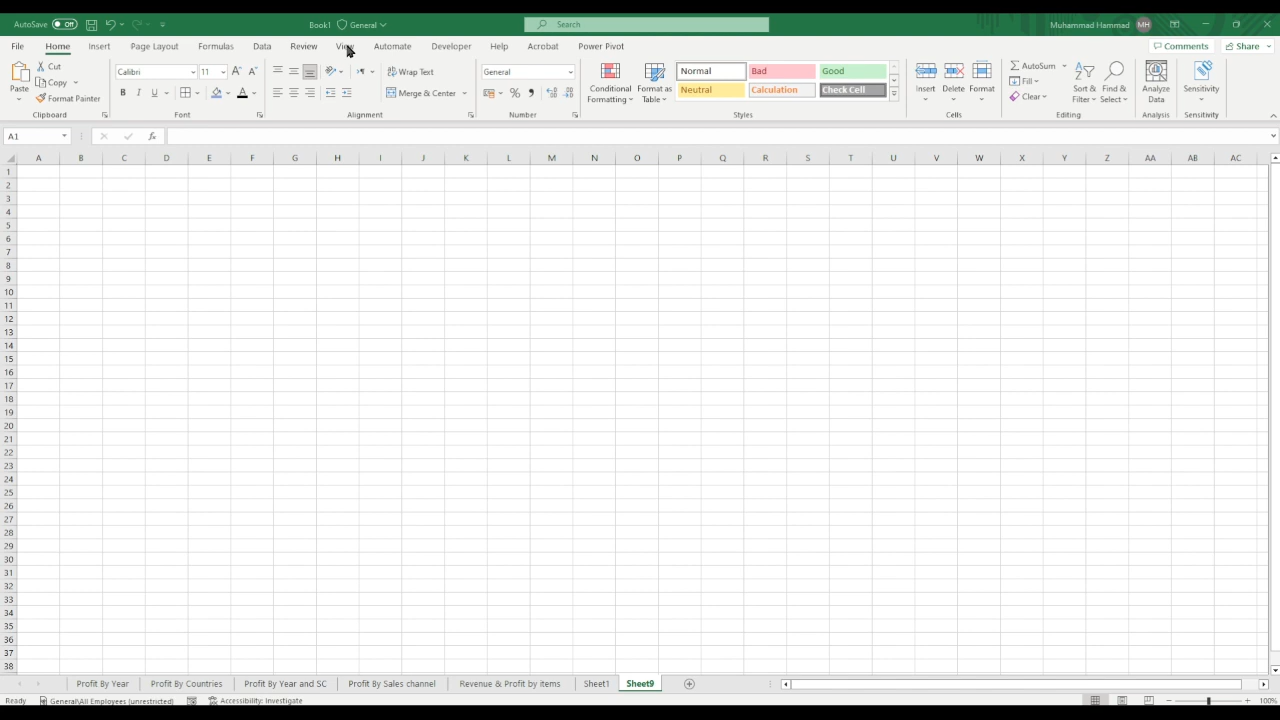 AutoSave Off Book1 General Search Muhammad Hammad MH
File Home Insert Page Layout Formulas Data Review View Automate Developer Help Acrobat Power Pivot Comments Share
Paste
Cut
Copy
Format Painter
Clipboard
Calibri 11
B I U
Font
Wrap Text
Merge & Center
Alignment
General
Number
Conditional Formatting
Format as Table
Normal Bad Good
Neutral Calculation Check Cell
Styles
Insert Delete Format
Cells
AutoSum
Fill
Clear
Sort & Filter
Find & Select
Editing
Analyze Data
Analysis
Sensitivity
Sensitivity
A1 fx
A B C D E F G H I J K L M N O P Q R S T U V W X Y Z AA AB AC
1
2
3
4
5
6
7
8
9
10
11
12
13
14
15
16
17
18
19
20
21
22
23
24
25
26
27
28
29
30
31
32
33
34
35
36
37
38
Profit By Year Profit By Countries Profit By Year and SC Profit By Sales channel Revenue & Profit by items Sheet1 Sheet9
Ready General\All Employees (unrestricted) Accessibility: Investigate 100%